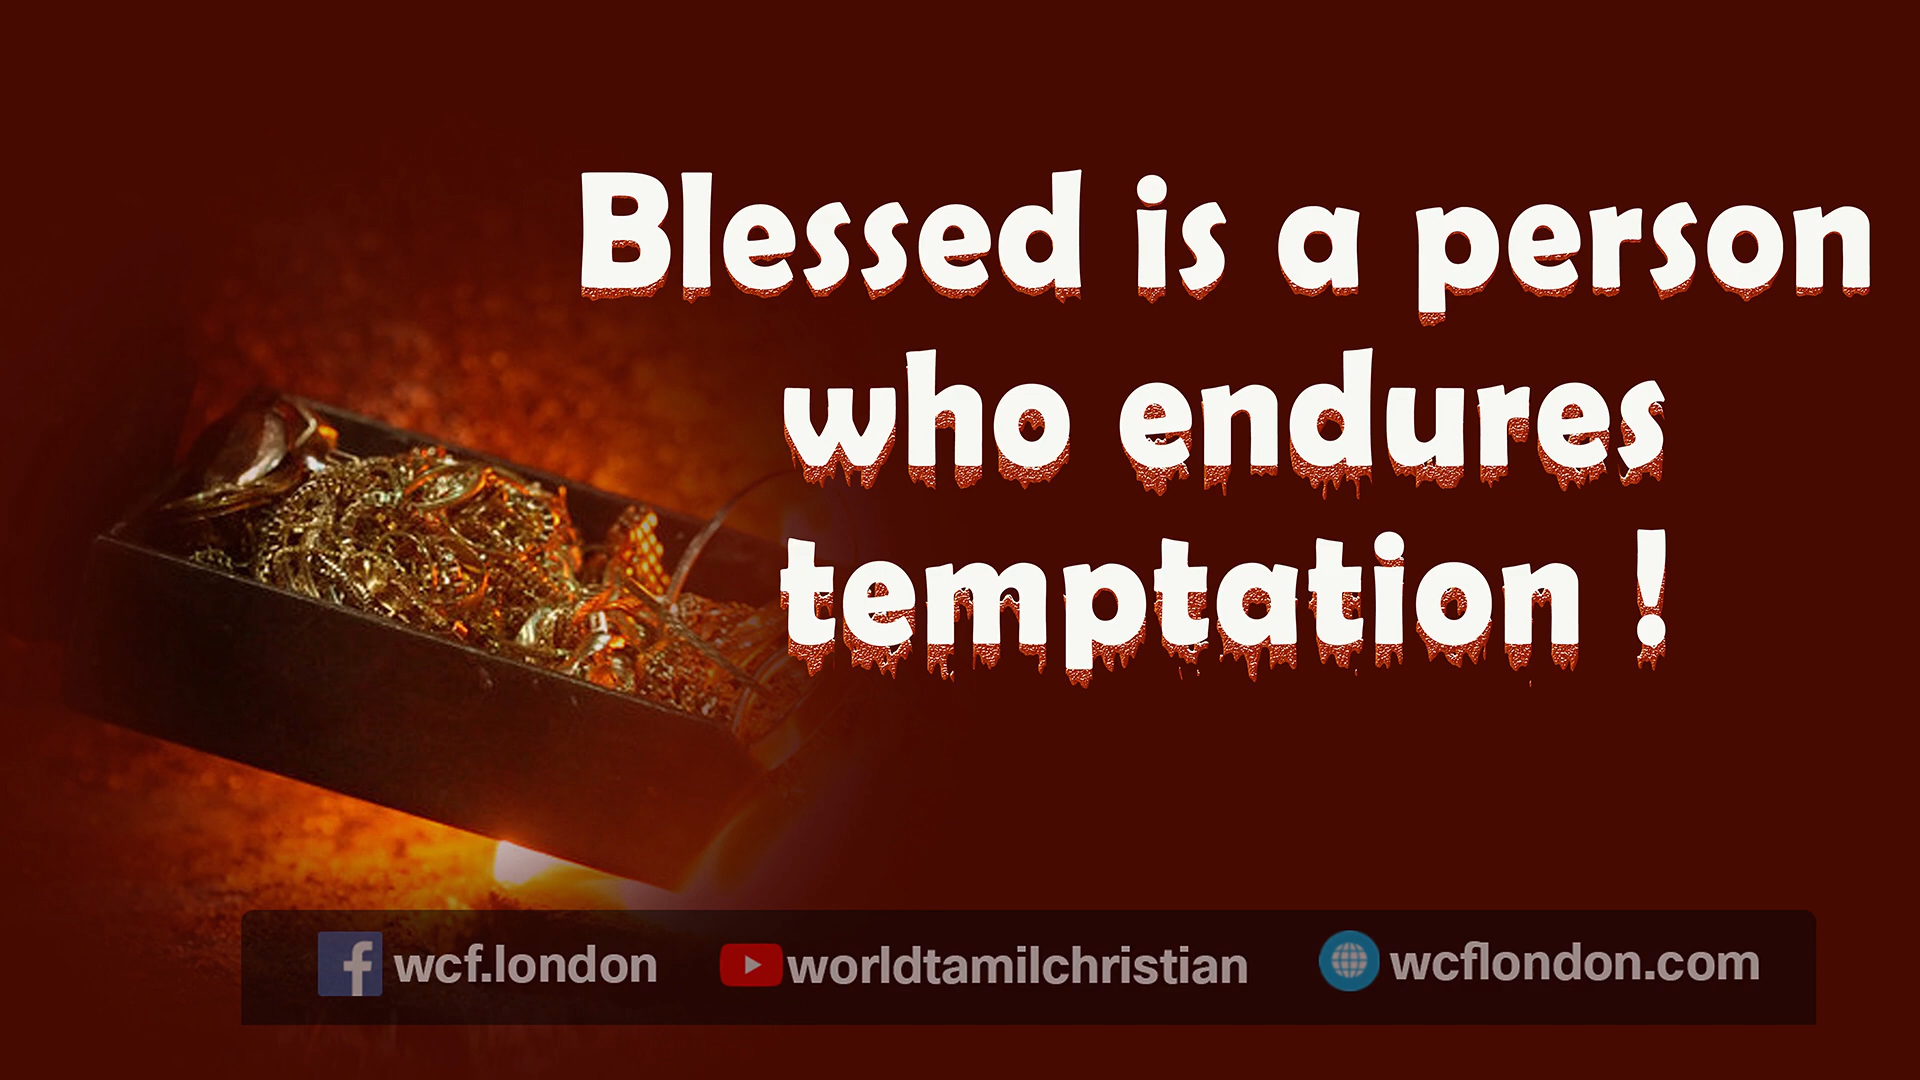 Blessed is a person
who endures
temptation !
wcf.london worldtamilchristian wcflondon.com